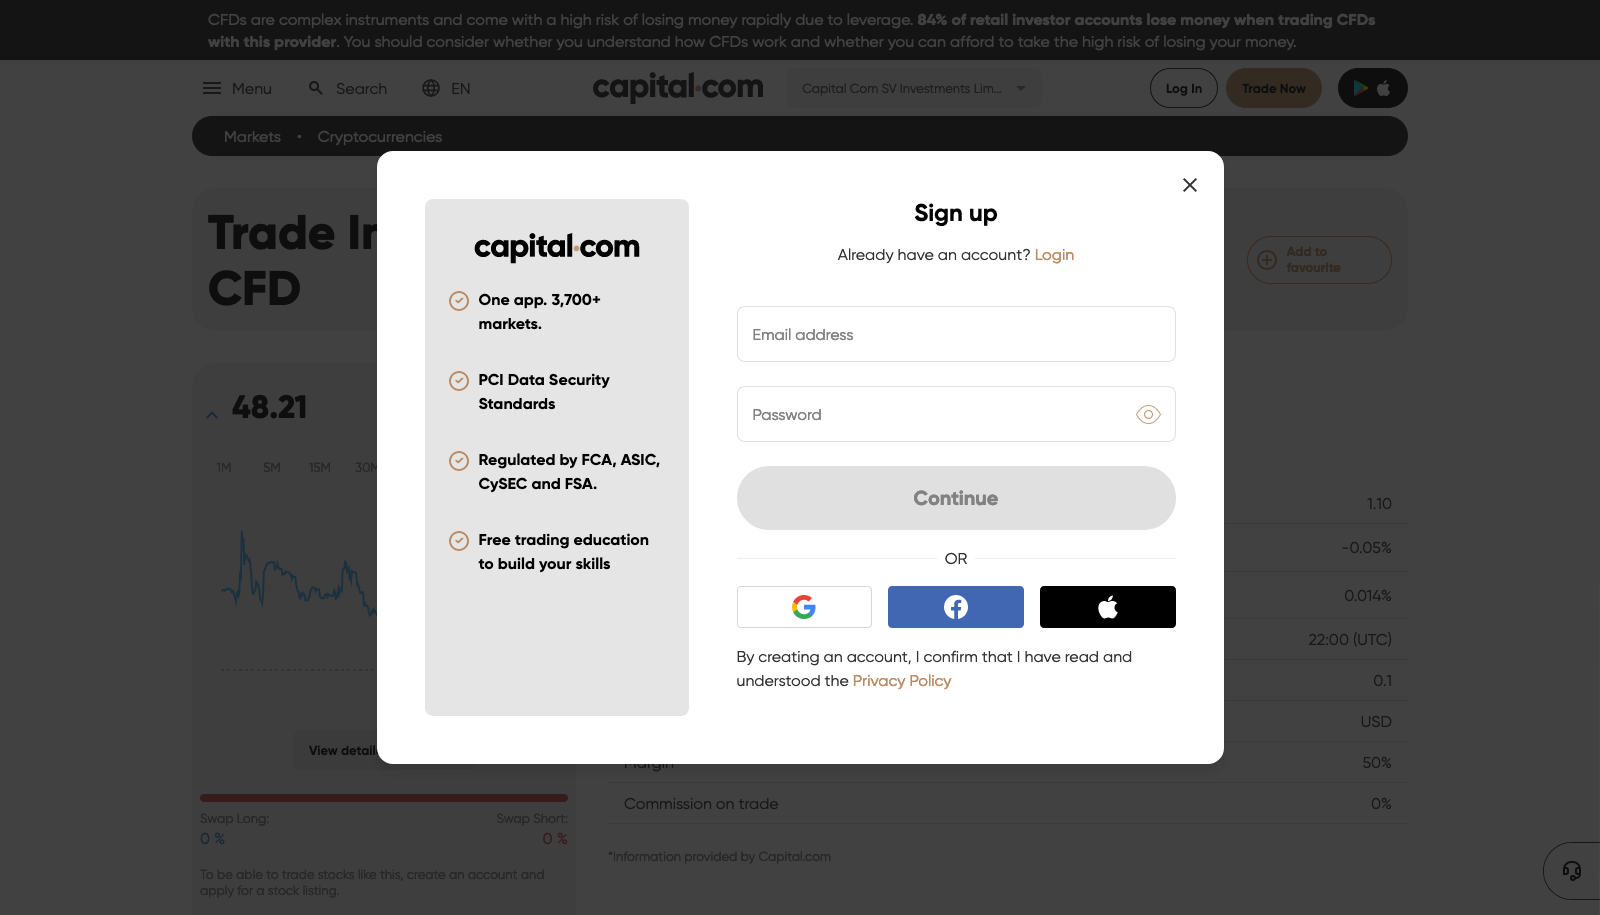 CFDs are complex instruments and come with a high risk of losing money rapidly due to leverage. 84% of retail investor accounts lose money when trading CFDs
with this provider. You should consider whether you understand how CFDs work and whether you can afford to take the high risk of losing your money.
Menu
Search
EN
capital.com
Capital Com SV Investments Lim...
Log In
Trade Now
Markets • Cryptocurrencies
Trade
CFD
Add to
favourite
48.21
1M 5M 15M
View
Swap Long:
0 %
Swap Short:
0 %
To be able to trade stocks like this, create an account and
apply for a stock listing.
capital.com
One app. 3,700+
markets.
PCI Data Security
Standards
Regulated by FCA, ASIC,
CySEC and FSA.
Free trading education
to build your skills
Sign up
Already have an account? Login
Email address
Password
Continue
OR
By creating an account, I confirm that I have read and
understood the Privacy Policy
1.10
-0.05%
0.014%
22:00 (UTC)
0.1
USD
Margin 50%
Commission on trade 0%
*Information provided by Capital.com